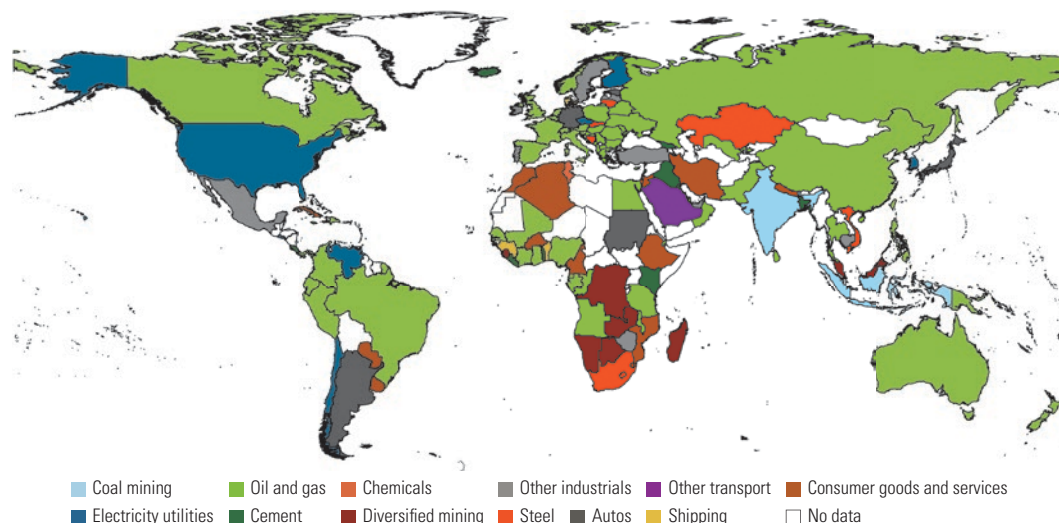 Coal mining Oil and gas Chemicals Other industrials Other transport Consumer goods and services
Electricity utilities Cement Diversified mining Steel Autos Shipping No data